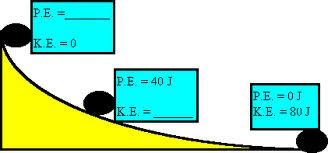 P.E. =_______
K.E. = 0
P.E. = 40 J
K.E. = ______
P.E. = 0 J
K.E. = 80 J